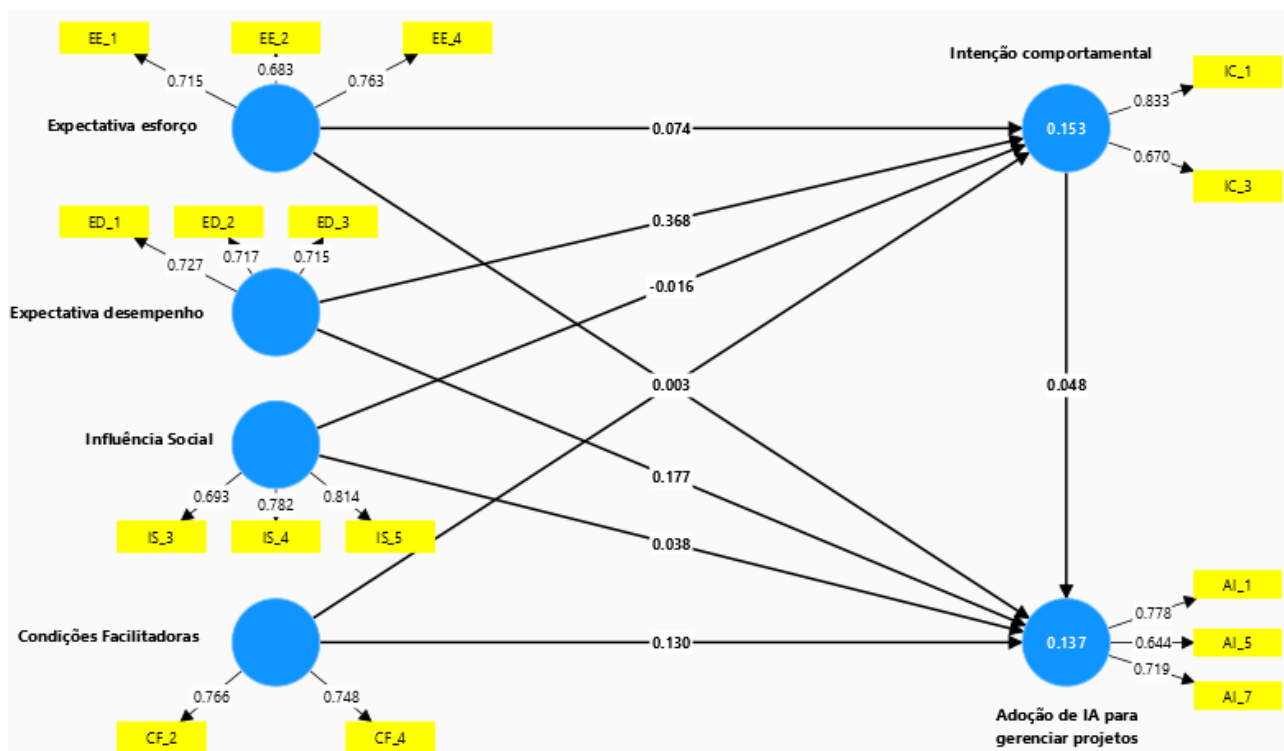 EE_1
EE_2
EE_4
0.715
0.683
0.763
Expectativa esforço
Intenção comportamental
IC_1
0.833
0.153
0.670
IC_3
0.074
ED_1
ED_2
ED_3
0.727
0.717
0.715
Expectativa desempenho
0.368
-0.016
Influência Social
0.693
0.782
0.814
IS_3
IS_4
IS_5
0.003
0.048
0.177
0.038
Condições Facilitadoras
0.130
0.766
0.748
CF_2
CF_4
AI_1
0.778
0.137
0.644
AI_5
0.719
AI_7
Adoção de IA para
gerenciar projetos